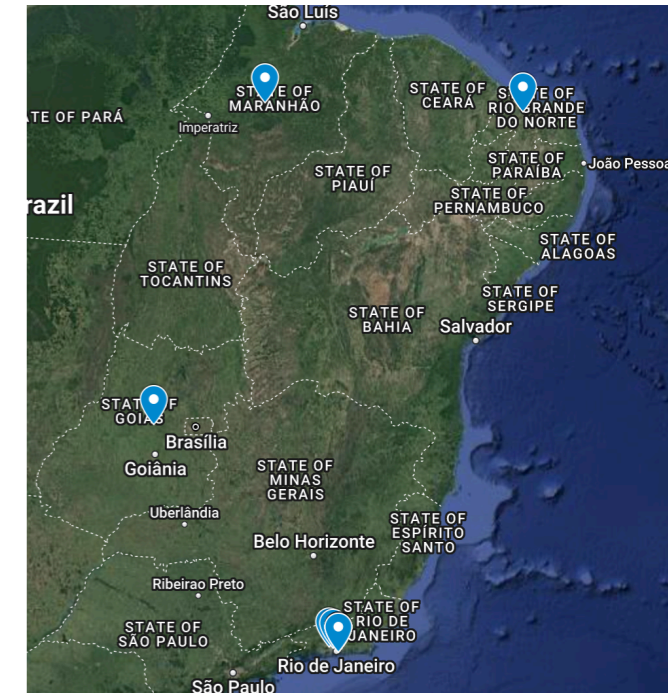 São Luís
STATE OF
MARANHÃO
STATE OF
CEARÁ
STATE OF
RIO GRANDE
DO NORTE
ATE OF PARÁ
Imperatriz
STATE OF
PARAÍBA
João Pessoa
STATE OF
PIAUÍ
STATE OF
PERNAMBUCO
razil
STATE OF
ALAGOAS
STATE OF
TOCANTINS
STATE OF
SERGIPE
STATE OF
BAHIA
Salvador
STATE OF
GOIÁS
Brasília
Goiânia
STATE OF
MINAS
GERAIS
Uberlândia
STATE OF
ESPÍRITO
SANTO
Belo Horizonte
Ribeirao Preto
STATE OF
RIO DE
JANEIRO
STATE OF
SÃO PAULO
Rio de Janeiro
São Paulo